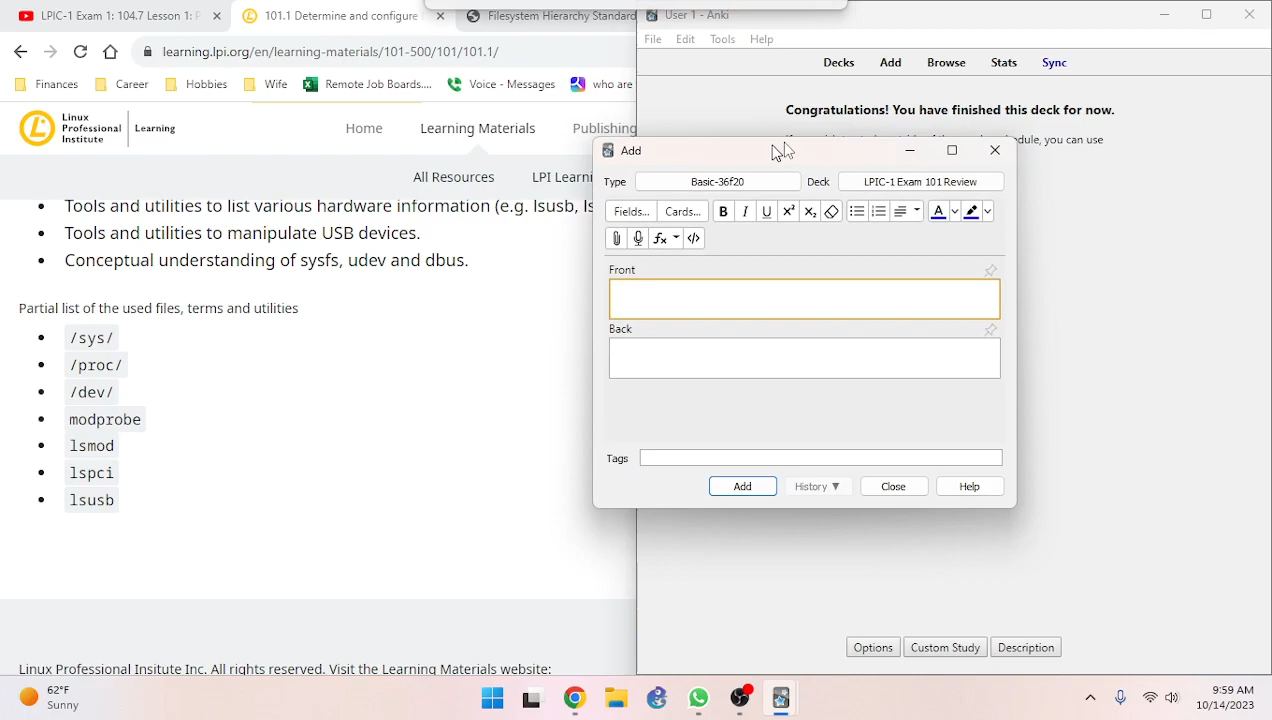 LPIC-1 Exam 1: 104.7 Lesson 1: P
101.1 Determine and configure
Filesystem Hierarchy Standard
learning.lpi.org/en/learning-materials/101-500/101/101.1/
Finances
Career
Hobbies
Wife
Remote Job Boards....
Voice - Messages
who are
Linux
Professional
Institute
Learning
Home
Learning Materials
Publishing
All Resources
LPI Learni
Tools and utilities to list various hardware information (e.g. lsusb, ls
Tools and utilities to manipulate USB devices.
Conceptual understanding of sysfs, udev and dbus.
Partial list of the used files, terms and utilities
/sys/
/proc/
/dev/
modprobe
lsmod
lspci
lsusb
Linux Professional Insitute Inc. All rights reserved. Visit the Learning Materials website:
User 1 - Anki
File Edit Tools Help
Decks Add Browse Stats Sync
Congratulations! You have finished this deck for now.
schedule, you can use
Add
Type Basic-36f20 Deck LPIC-1 Exam 101 Review
Fields... Cards... B I U x² x₂ A
fx </>
Front
Back
Tags
Add History ▼ Close Help
Options Custom Study Description
62°F
Sunny
9:59 AM
10/14/2023